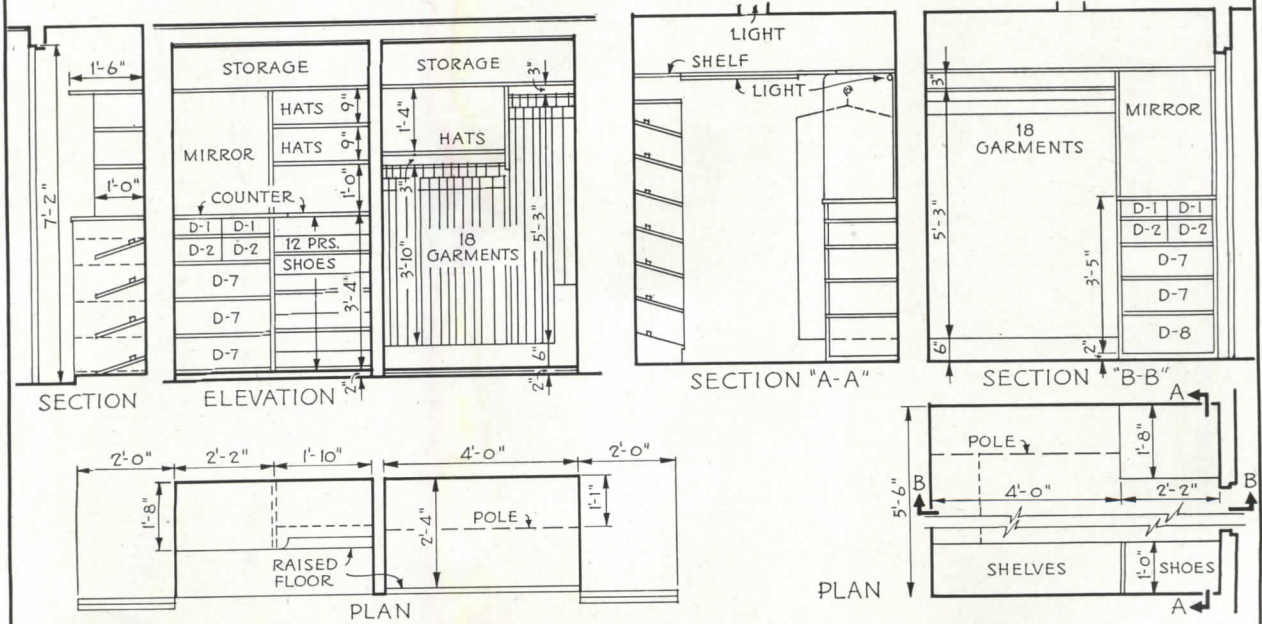 1'-6"
1'-0"
7'-2"
SECTION
STORAGE
HATS
9"
HATS
9"
MIRROR
1'-0"
COUNTER
D-1 D-1
D-2 D-2
12 PRS.
SHOES
D-7
D-7
D-7
3'-4"
2"
ELEVATION
STORAGE
3"
1'-4"
HATS
3"
5'-3"
18
GARMENTS
3'-10"
6"
2"
LIGHT
SHELF
LIGHT
SECTION "A-A"
3"
MIRROR
18
GARMENTS
5'-3"
D-1 D-1
D-2 D-2
D-7
D-7
D-8
3'-5"
6"
2"
SECTION "B-B"
2'-0"
2'-2"
1'-10"
4'-0"
2'-0"
1'-8"
2'-4"
POLE
1'-1"
RAISED
FLOOR
PLAN
A
POLE
1'-8"
5'-6"
B
4'-0"
2'-2"
B
SHELVES
1'-0"
SHOES
PLAN
A